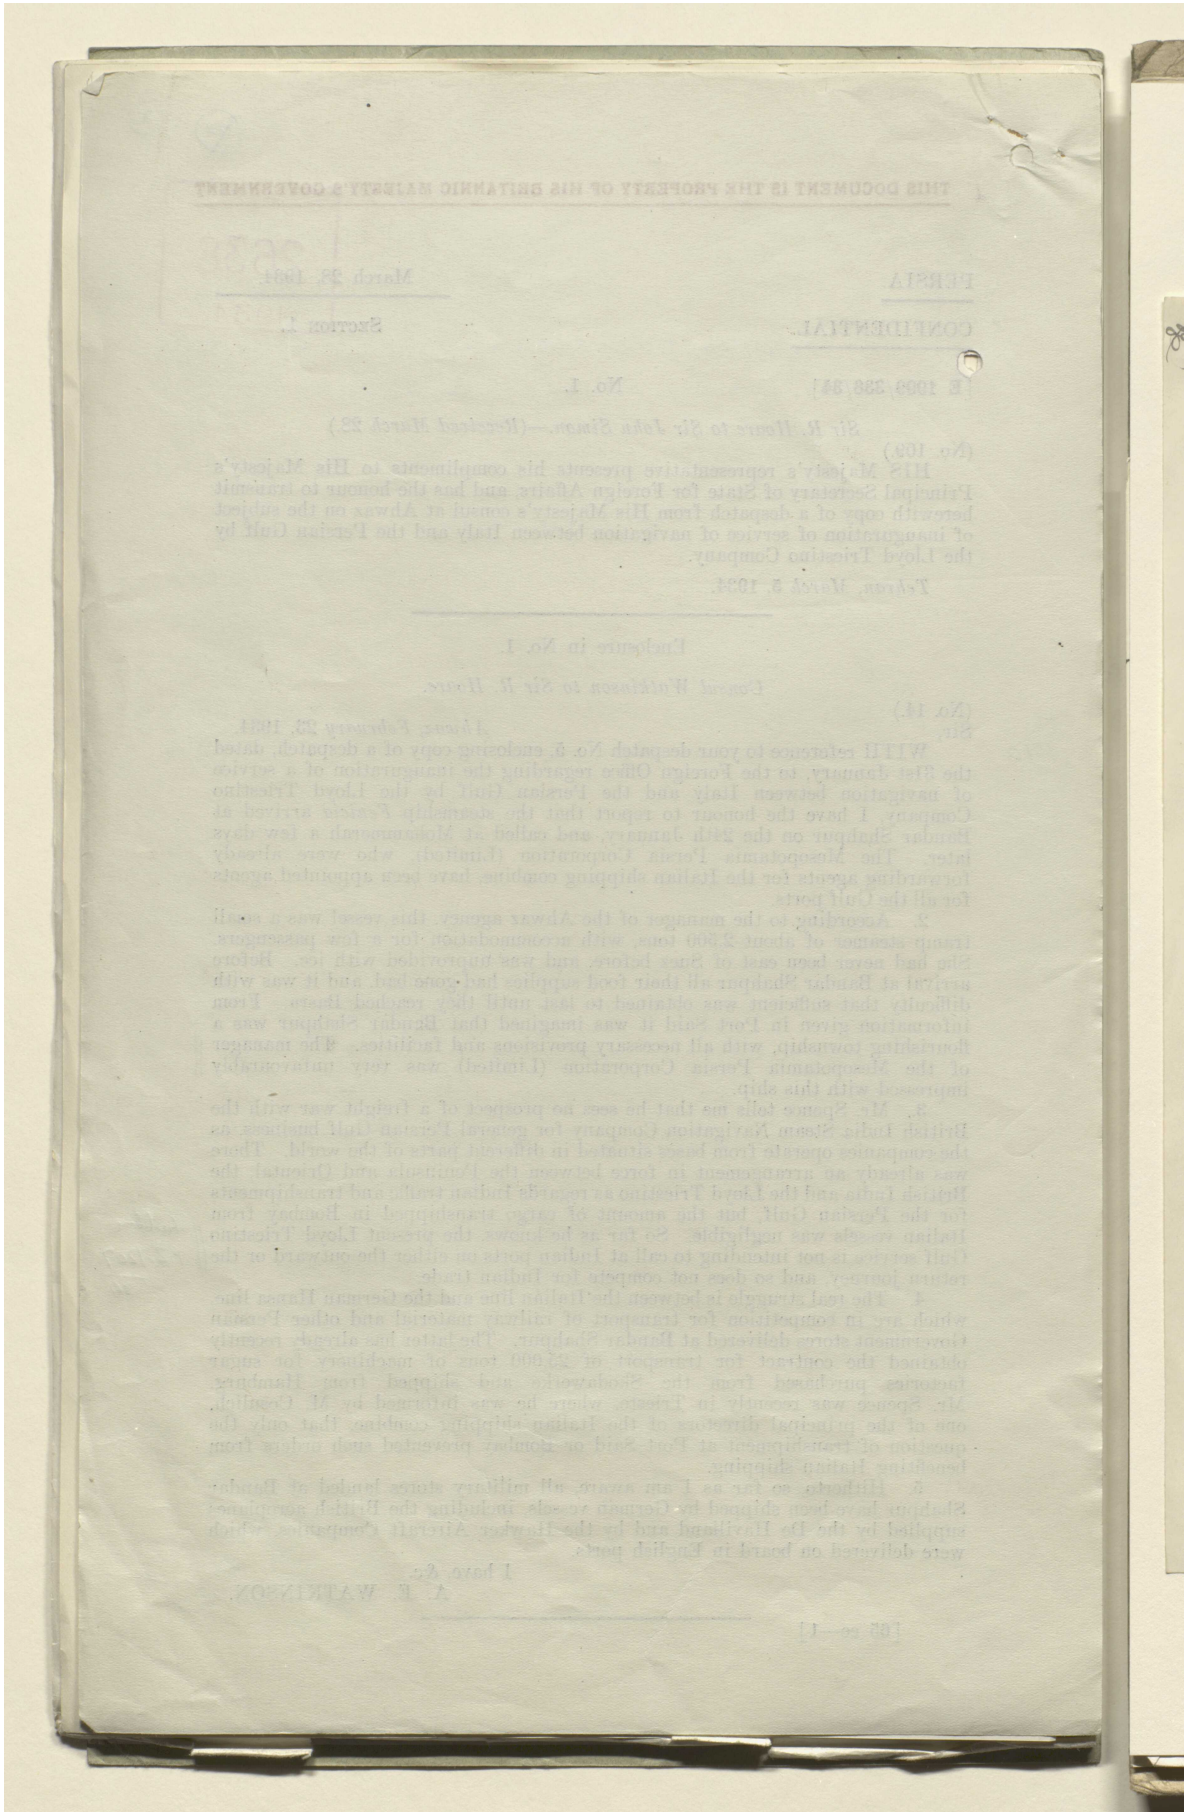 THIS DOCUMENT IS THE PROPERTY OF HIS BRITANNIC MAJESTY'S GOVERNMENT
PERSIA.
March 28, 1934.
CONFIDENTIAL.
SECTION 1.
No. 1.
Sir R. Hoare to Sir John Simon.—(Received March 28.)
(No. 109.)
HIS Majesty's representative presents his compliments to His Majesty's
Principal Secretary of State for Foreign Affairs, and has the honour to transmit
herewith copy of a despatch from His Majesty's consul at Ahwaz on the subject
of inauguration of service of navigation between Italy and the Persian Gulf by
the Lloyd Triestino Company.
Tehran, March 5, 1934.
Enclosure in No. 1.
Consul Watkinson to Sir R. Hoare.
(No. 14.)
Ahwaz, February 23, 1934.
Sir,
WITH reference to your despatch No. 5, enclosing copy of a despatch, dated
the 31st January, to the Foreign Office regarding the inauguration of a service
of navigation between Italy and the Persian Gulf by the Lloyd Triestino
Company, I have the honour to report that the steamship Fenicia arrived at
Bandar Shahpur on the 24th January, and called at Mohammerah a few days
later. The Mesopotamia Persia Corporation (Limited), who were already
forwarding agents for the Italian shipping combine, have been appointed agents
for all the Gulf ports.
2. According to the manager of the Ahwaz agency, this vessel was a small
tramp steamer of about 2,500 tons, with accommodation for a few passengers.
She had never been east of Suez before, and was unprovided with ice. Before
arrival at Bandar Shahpur all their food supplies had gone bad, and it was with
difficulty that sufficient was obtained to last until they reached Basra. From
information given in Port Said it was imagined that Bandar Shahpur was a
flourishing township, with all necessary provisions and facilities. The manager
of the Mesopotamia Persia Corporation (Limited) was very unfavourably
impressed with this ship.
3. Mr. Spence tells me that he sees no prospect of a freight war with the
British India Steam Navigation Company for general Persian Gulf business, as
the companies operate from bases situated in different parts of the world. There
was already an arrangement in force between the Peninsula and Oriental, the
British India and the Lloyd Triestino as regards Indian trade and transhipments
for the Persian Gulf, but the amount of cargo transhipped in Bombay from
Italian vessels was negligible. So far as he knows, the present Lloyd Triestino
Gulf service is not intending to call at Indian ports on either the outward or the
return journey, and so does not compete for Indian trade.
4. The real struggle is between the Italian line and the German Hansa line,
which are in competition for transport of railway material and other Persian
Government stores delivered at Bandar Shahpur. The latter has already recently
obtained the contract for transport of 25,000 tons of machinery for sugar
factories, purchased from the Skodaworks and shipped from Hamburg.
Mr. Spence was recently in Trieste, where he was informed by M.
one of the principal directors of the Italian shipping combine, that only the
question of transhipment at Port Said or Bombay prevented such orders from
benefiting Italian shipping.
5. Hitherto, so far as I am aware, all military stores landed at Bandar
Shahpur have been shipped by German vessels, including the British aeroplanes
supplied by the De Havilland and by the Hawker Aircraft Companies, which
were delivered on board in English ports.
I have, &c.
A. E. WATKINSON.